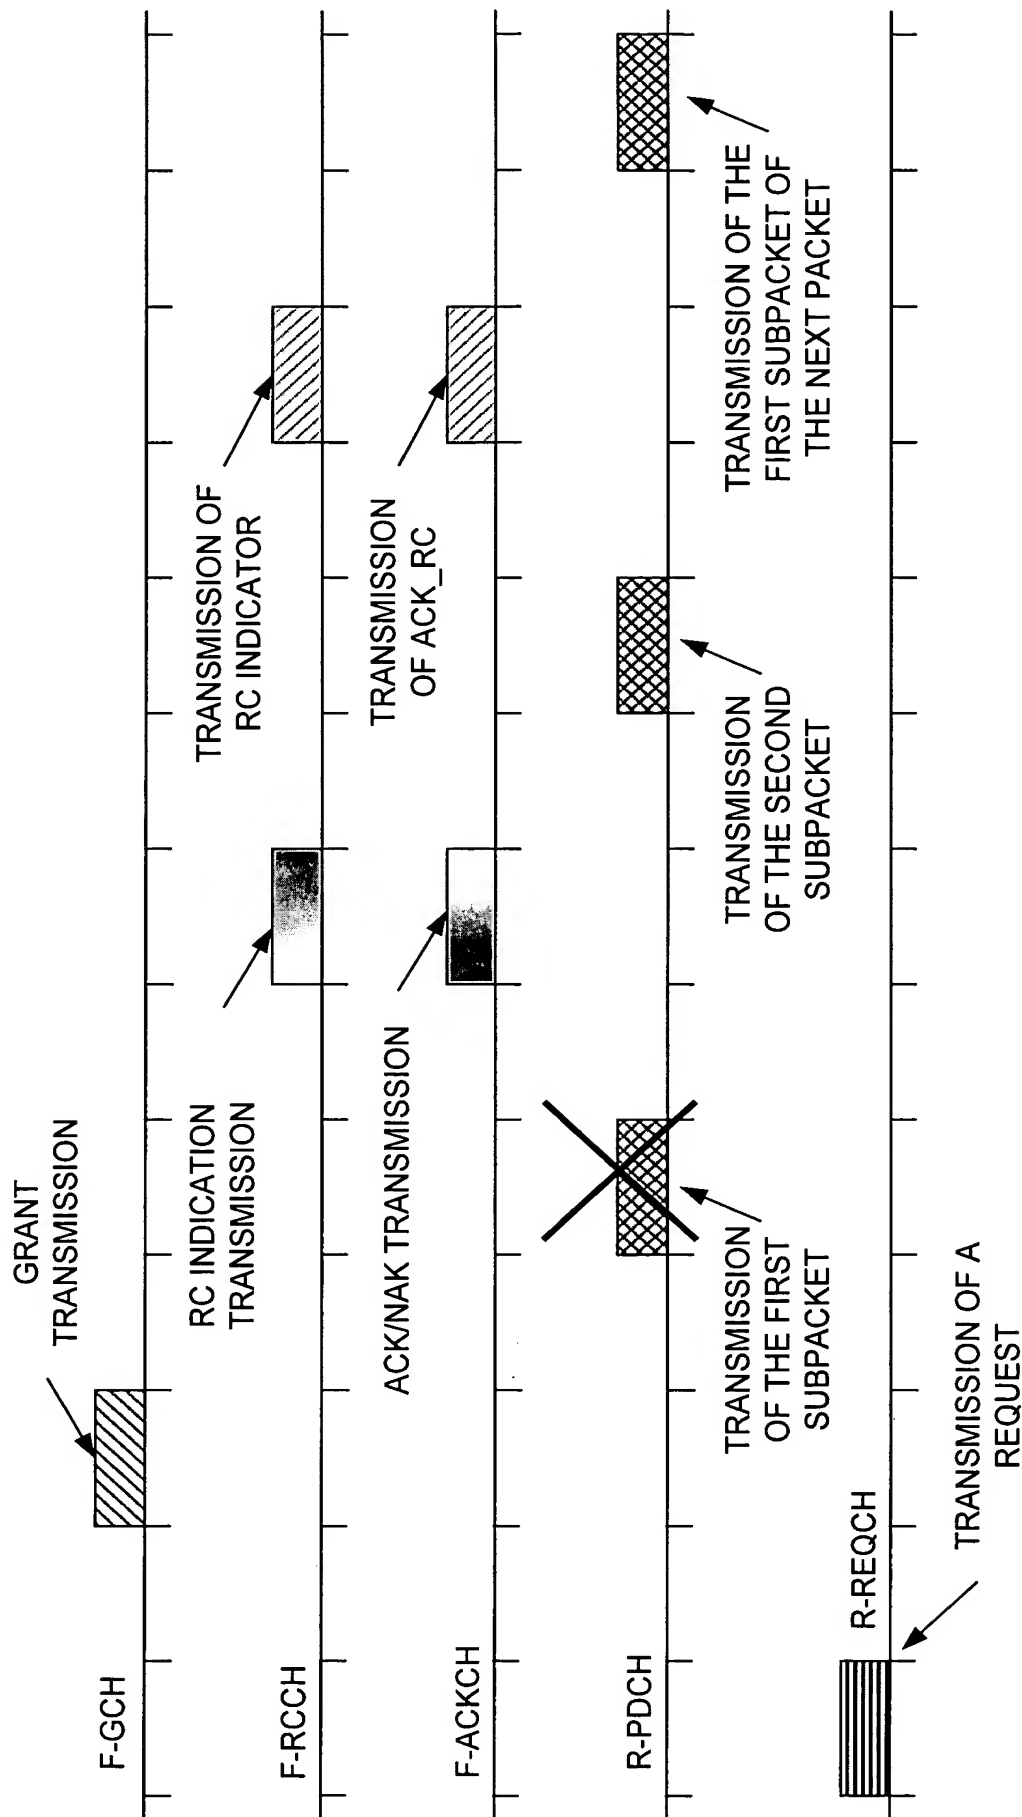 F-GCH
GRANT
TRANSMISSION
F-RCCH
RC INDICATION
TRANSMISSION
TRANSMISSION OF
RC INDICATOR
F-ACKCH
ACK/NAK TRANSMISSION
TRANSMISSION
OF ACK_RC
R-PDCH
TRANSMISSION
OF THE FIRST
SUBPACKET
TRANSMISSION
OF THE SECOND
SUBPACKET
TRANSMISSION OF THE
FIRST SUBPACKET OF
THE NEXT PACKET
R-REQCH
TRANSMISSION OF A
REQUEST